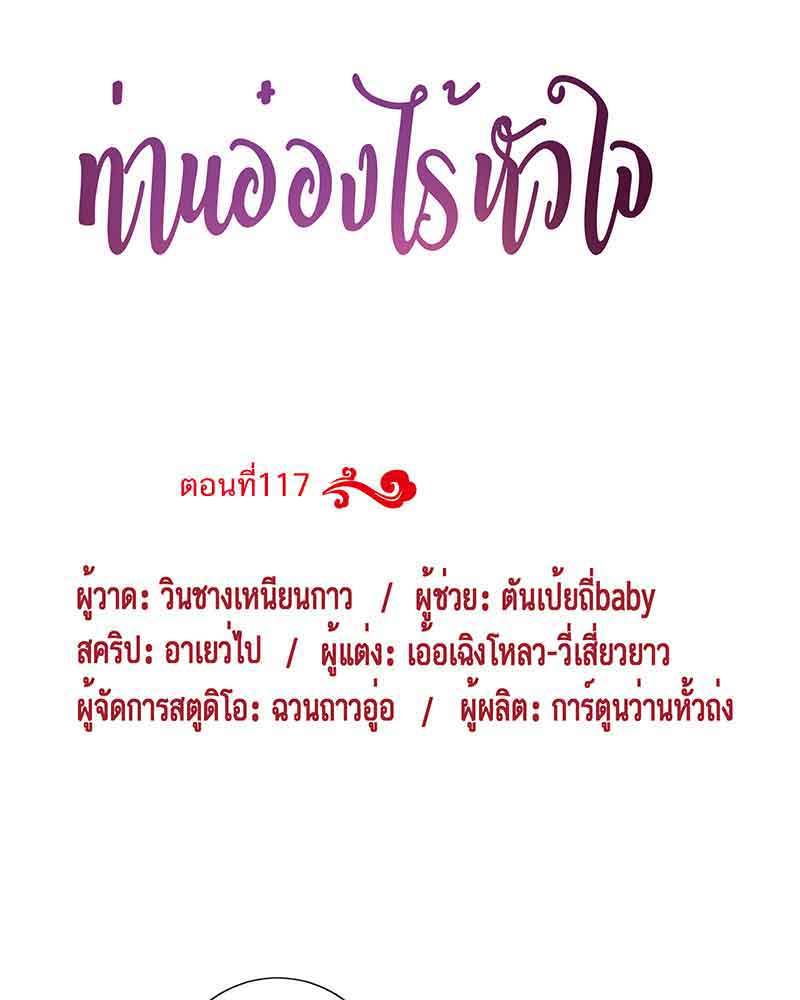 ท่านอ๋องไร้หัวใจ
ตอนที่117
ผู้วาด: วินชางเหนียนกาว / ผู้ช่วย: ตันเป้ยถี่baby
สคริป: อาเยว่ไป / ผู้แต่ง: เอ้อเฉิงโหลว-วี่เสี่ยวยาว
ผู้จัดการสตูดิโอ: ฉวนถาวอู่อ / ผู้ผลิต: การ์ตูนว่านหั้วถ่ง